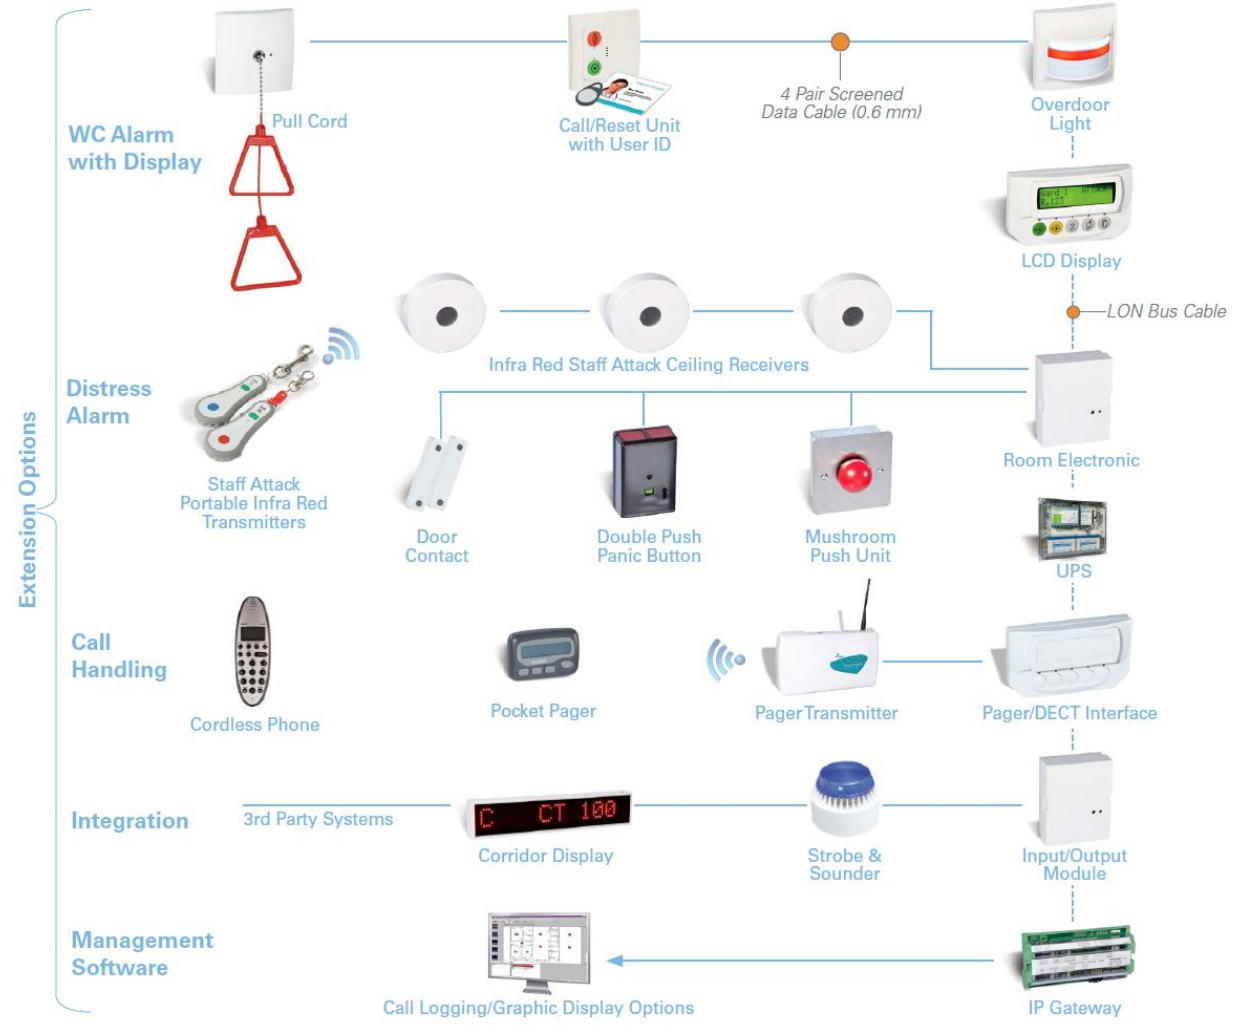 Extension Options
WC Alarm
with Display
Pull Cord
Call/Reset Unit
with User ID
4 Pair Screened
Data Cable (0.6 mm)
Overdoor
Light
LCD Display
LON Bus Cable
Infra Red Staff Attack Ceiling Receivers
Distress
Alarm
Staff Attack
Portable Infra Red
Transmitters
Door
Contact
Double Push
Panic Button
Mushroom
Push Unit
Room Electronic
UPS
Call
Handling
Cordless Phone
Pocket Pager
Pager Transmitter
Pager/DECT Interface
Integration
3rd Party Systems
C CT 100
Corridor Display
Strobe &
Sounder
Input/Output
Module
Management
Software
Call Logging/Graphic Display Options
IP Gateway